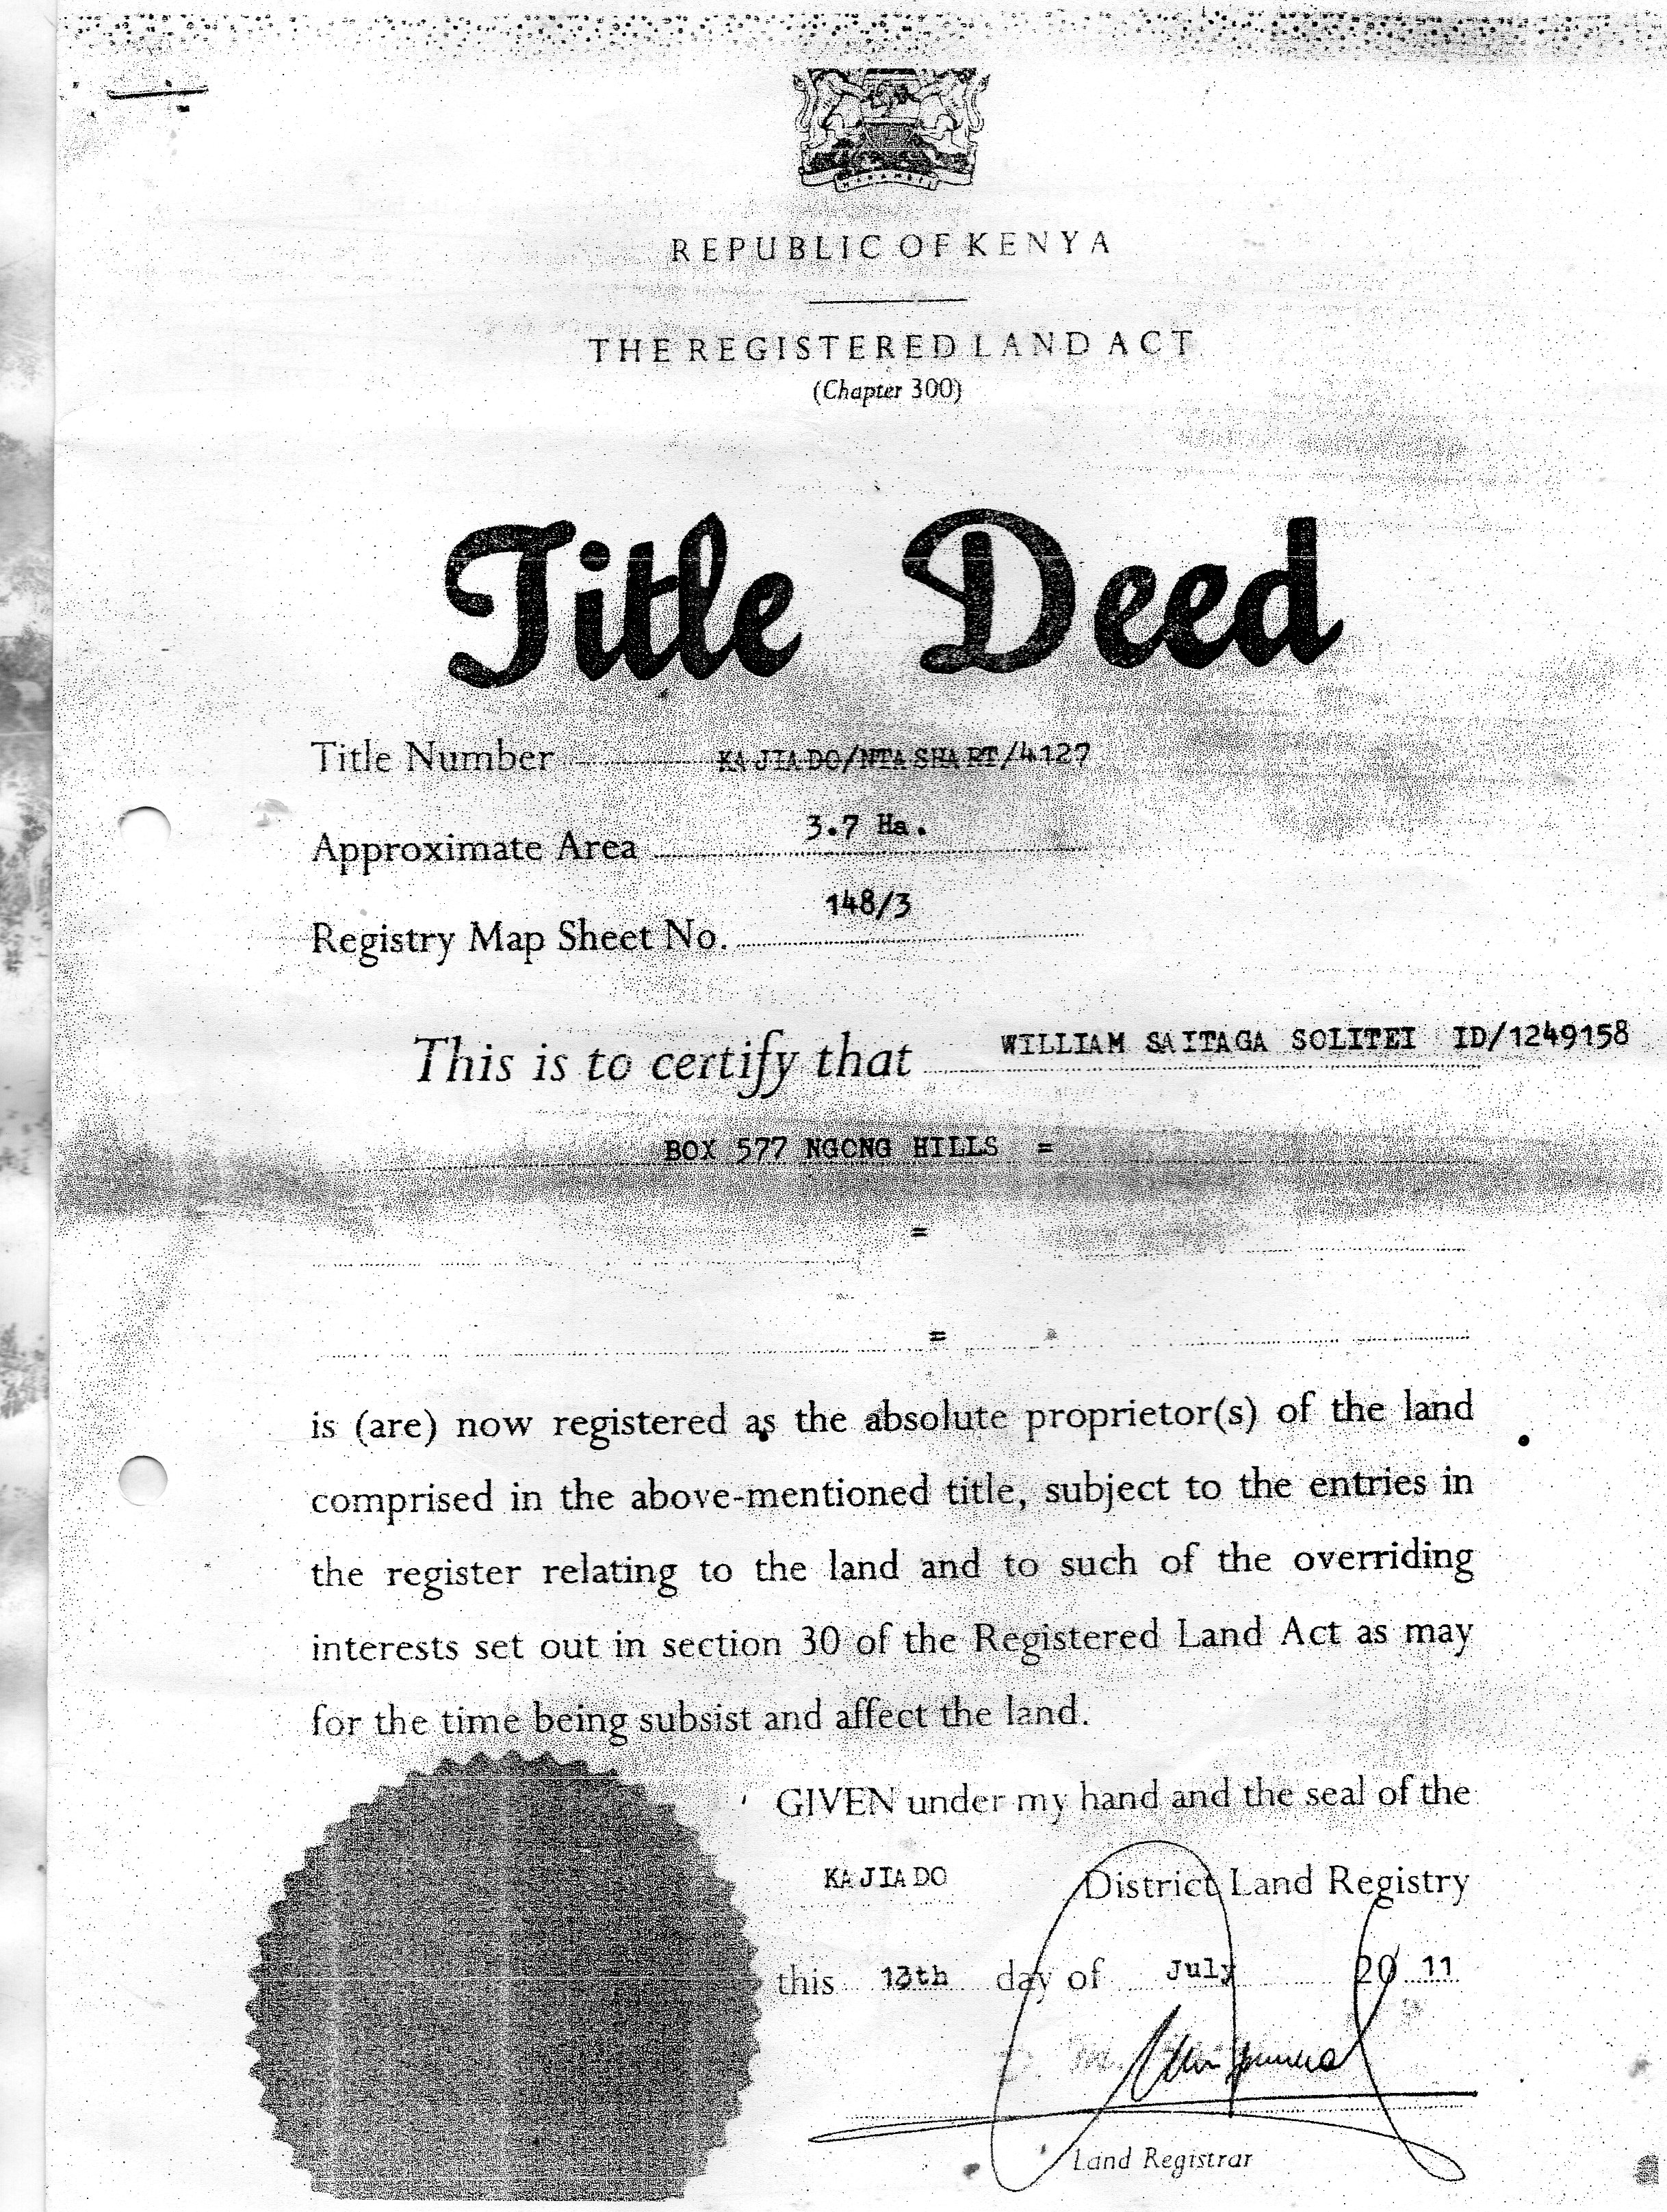 HARAMBEE
REPUBLIC OF KENYA
THE REGISTERED LAND ACT
(Chapter 300)
Title Deed
Title Number KAJIADO/NTASHART/4127
Approximate Area 3.7 Ha.
Registry Map Sheet No. 148/3
This is to certify that WILLIAM SAITAGA SOLITEI ID/1249158
BOX 577 NGONG HILLS =
=
=
is (are) now registered as the absolute proprietor(s) of the land
comprised in the above-mentioned title, subject to the entries in
the register relating to the land and to such of the overriding
interests set out in section 30 of the Registered Land Act as may
for the time being subsist and affect the land.
GIVEN under my hand and the seal of the
KAJIADO District Land Registry
this 13th day of July 20 11
Land Registrar